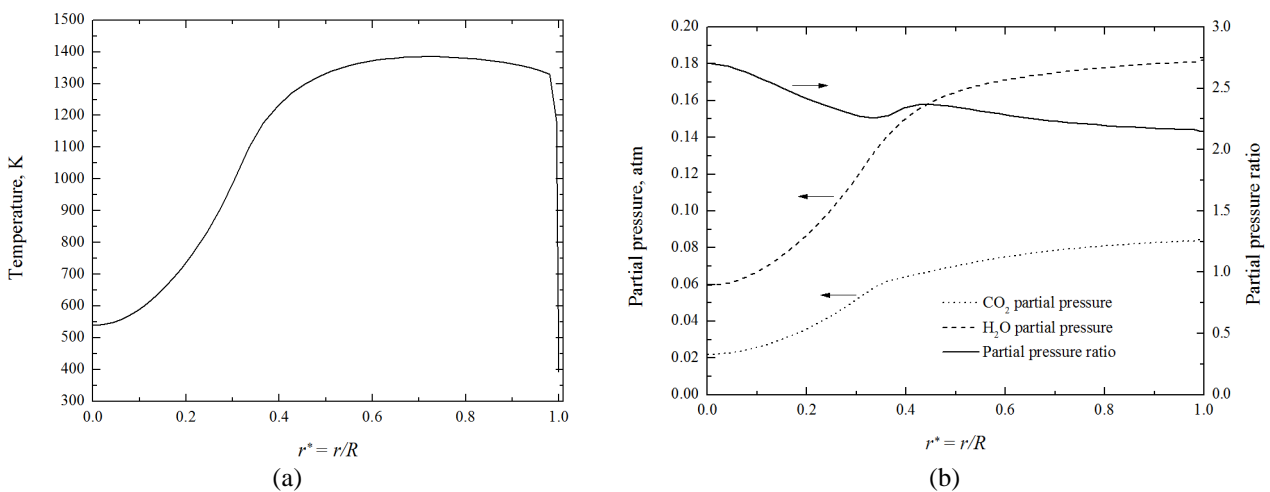 1500
1400
1300
1200
1100
1000
900
800
700
600
500
400
300
Temperature, K
0.0 0.2 0.4 0.6 0.8 1.0
r* = r/R
(a)
0.20
0.18
0.16
0.14
0.12
0.10
0.08
0.06
0.04
0.02
0.00
Partial pressure, atm
3.0
2.5
2.0
1.5
1.0
0.5
0.0
Partial pressure ratio
CO2 partial pressure
H2O partial pressure
Partial pressure ratio
0.0 0.2 0.4 0.6 0.8 1.0
r* = r/R
(b)